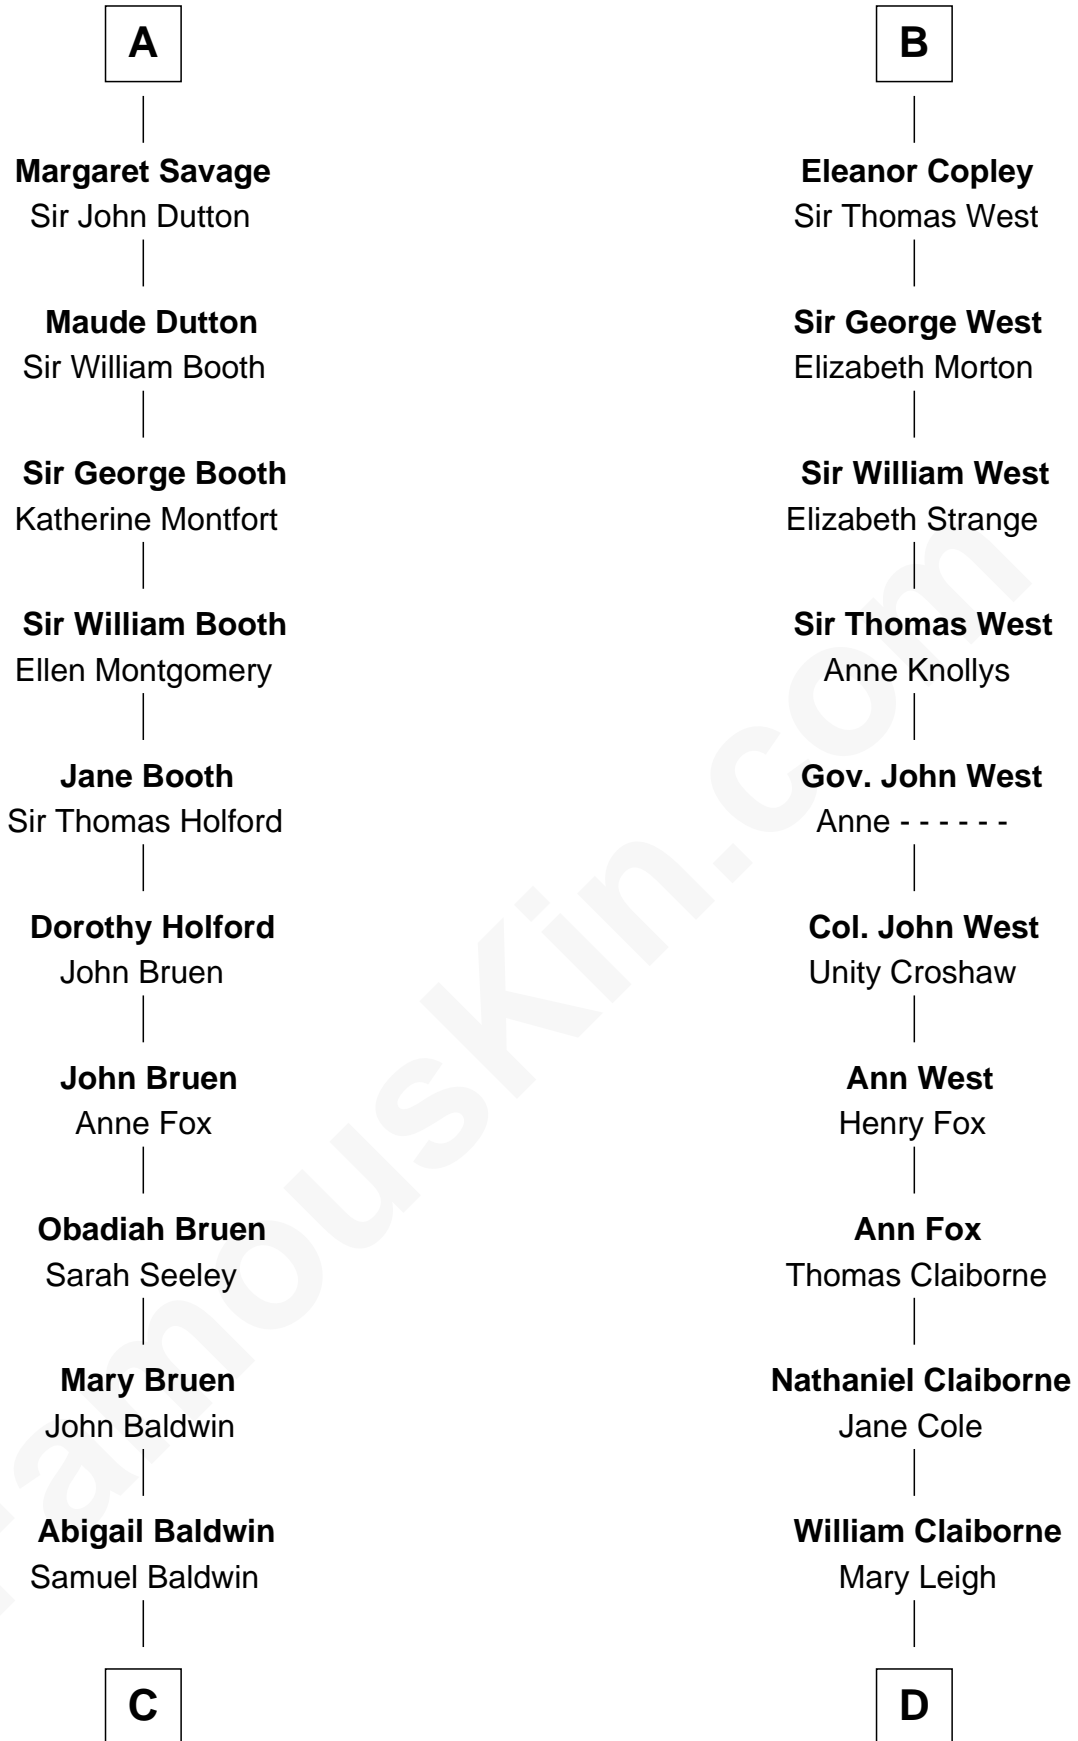 A
Margaret Savage
Sir John Dutton
Maude Dutton
Sir William Booth
Sir George Booth
Katherine Montfort
Sir William Booth
Ellen Montgomery
Jane Booth
Sir Thomas Holford
Dorothy Holford
John Bruen
John Bruen
Anne Fox
Obadiah Bruen
Sarah Seeley
Mary Bruen
John Baldwin
Abigail Baldwin
Samuel Baldwin
C
B
Eleanor Copley
Sir Thomas West
Sir George West
Elizabeth Morton
Sir William West
Elizabeth Strange
Sir Thomas West
Anne Knollys
Gov. John West
Anne - - - - - -
Col. John West
Unity Croshaw
Ann West
Henry Fox
Ann Fox
Thomas Claiborne
Nathaniel Claiborne
Jane Cole
William Claiborne
Mary Leigh
D
FamousKin.com